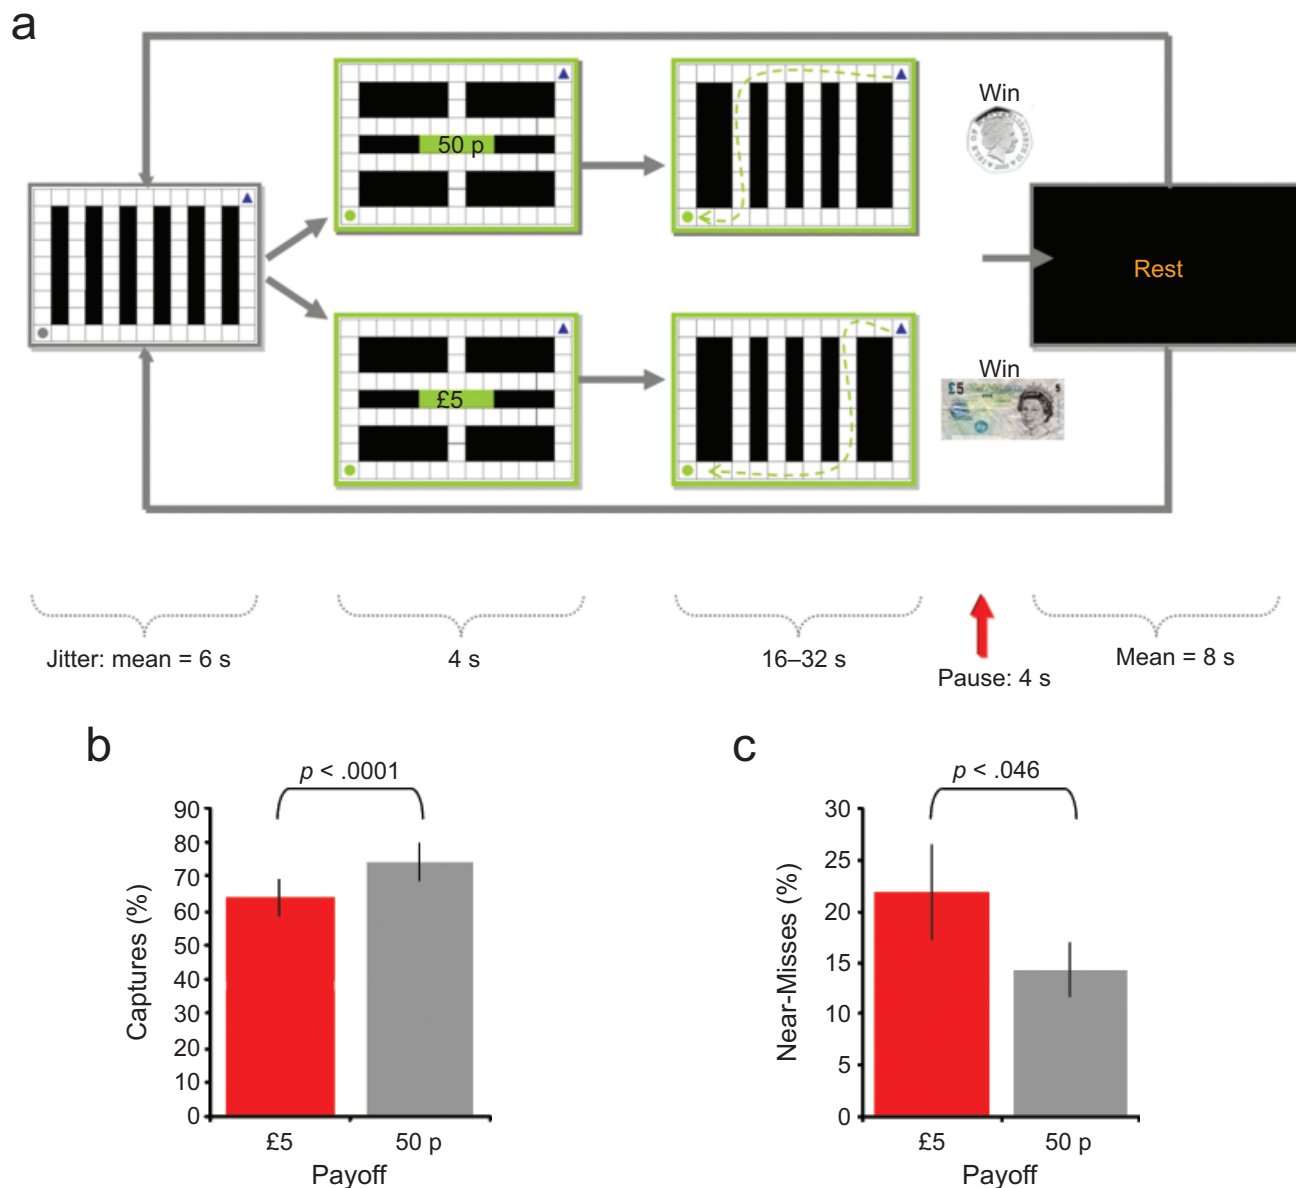 a
50 p
Win
Rest
£5
Win
£5
5
Jitter: mean = 6 s
4 s
16–32 s
Pause: 4 s
Mean = 8 s
b
p < .0001
Captures (%)
90
80
70
60
50
40
30
20
10
0
£5
50 p
Payoff
c
p < .046
Near-Misses (%)
30
25
20
15
10
5
0
£5
50 p
Payoff